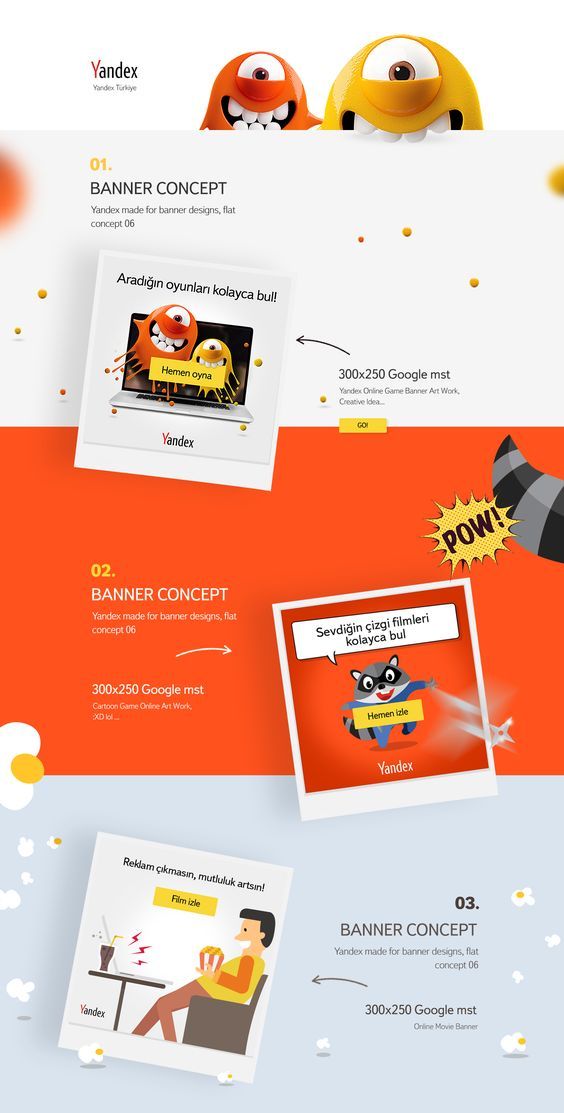 Yandex
Yandex Türkiye
01.
BANNER CONCEPT
Yandex made for banner designs, flat
concept 06
Aradığın oyunları kolayca bul!
Hemen oyna
Yandex
300x250 Google mst
Yandex Online Game Banner Art Work,
Creative Idea...
GO!
POW!
02.
BANNER CONCEPT
Yandex made for banner designs, flat
concept 06
300x250 Google mst
Cartoon Game Online Art Work,
:XD lol ...
Sevdiğin çizgi filmleri
kolayca bul
Hemen izle
Yandex
Reklam çıkmasın, mutluluk artsın!
Film izle
Yandex
03.
BANNER CONCEPT
Yandex made for banner designs, flat
concept 06
300x250 Google mst
Online Movie Banner